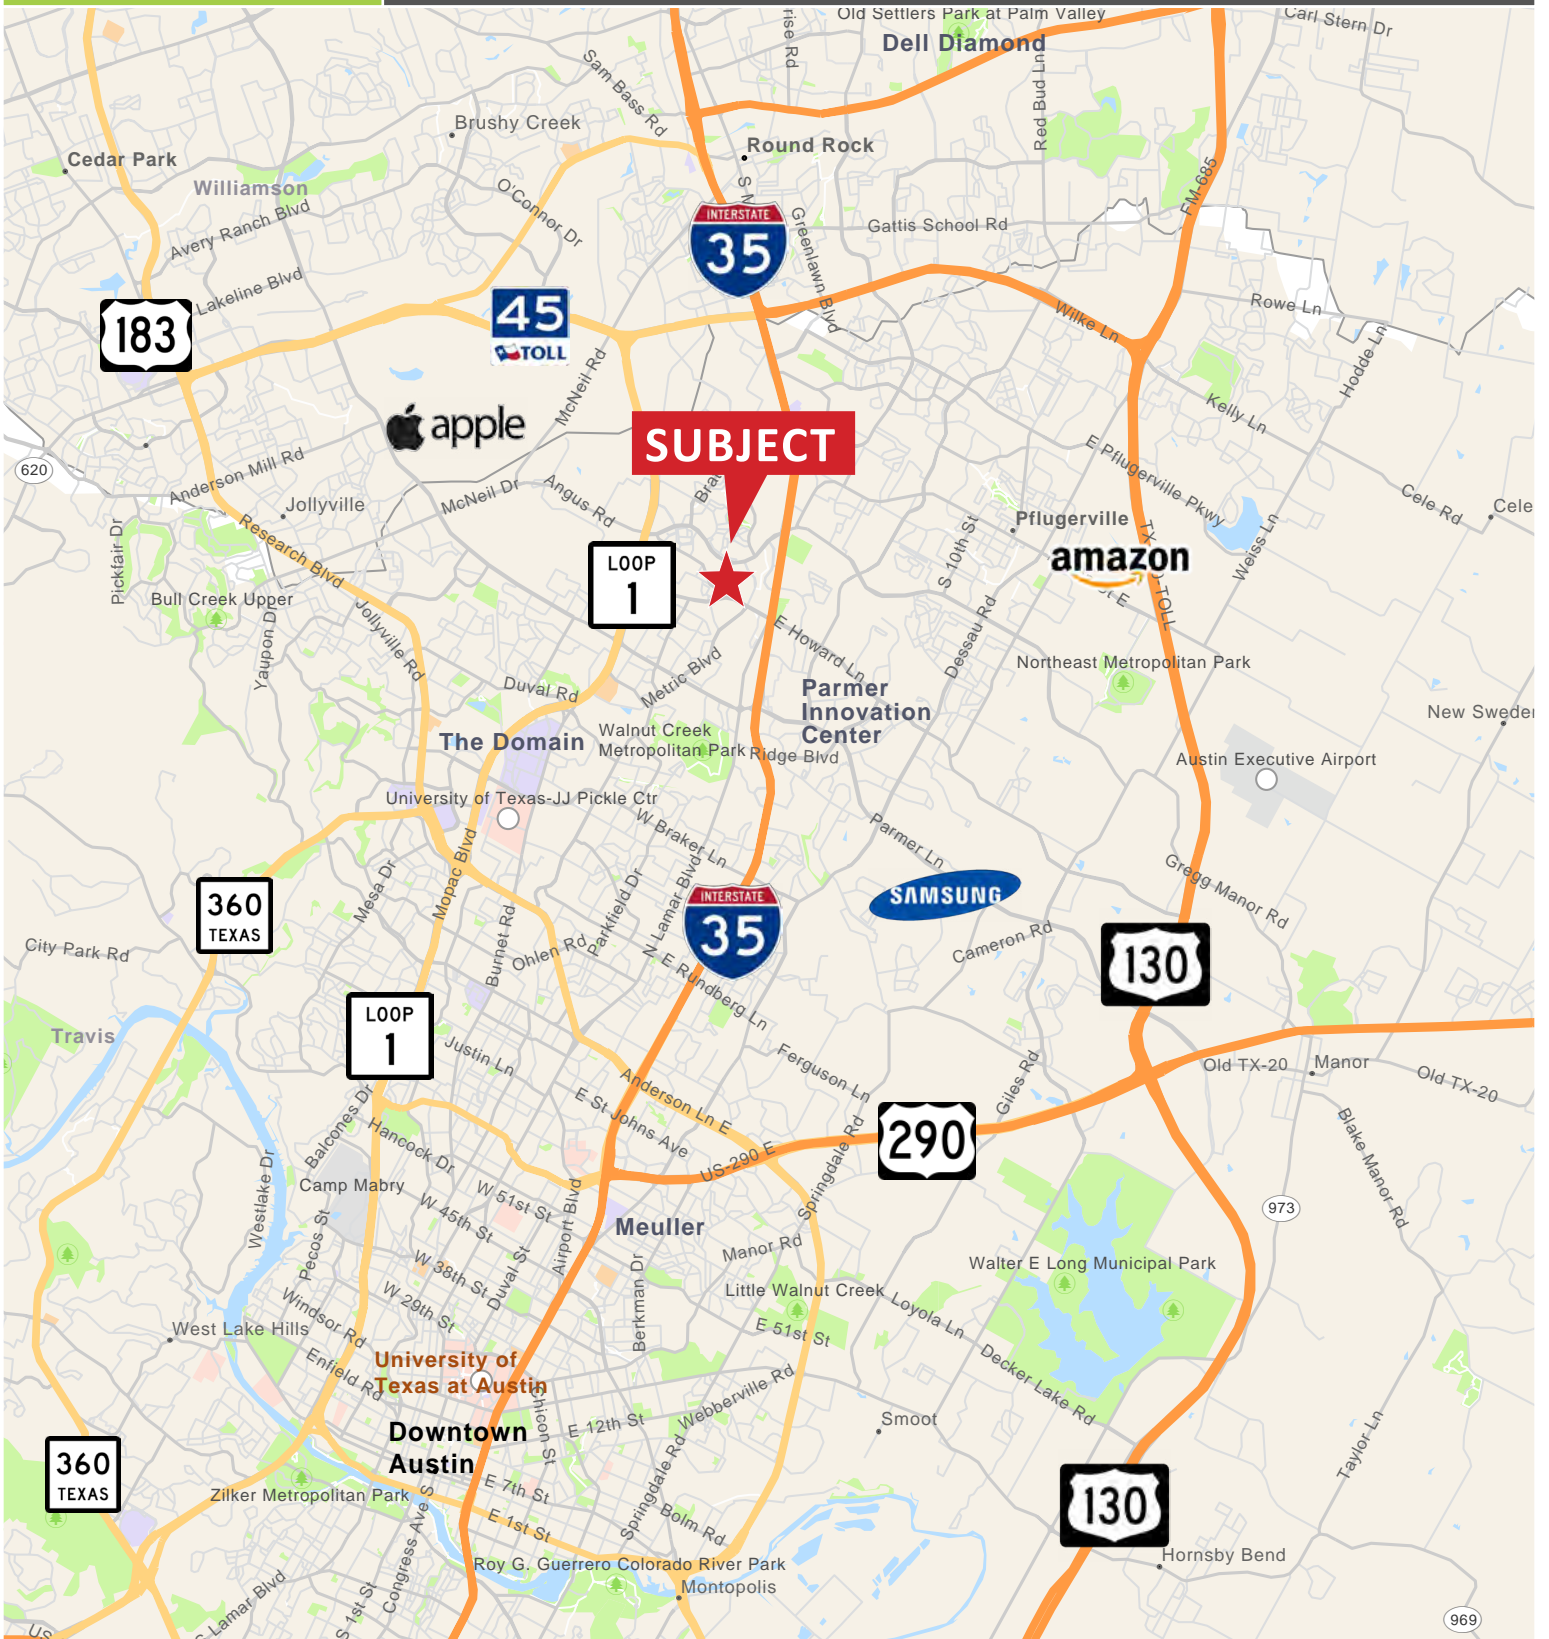 Old Settlers Park at Palm Valley
Carl Stern Dr
Dell Diamond
Sam Bass Rd
Red Bud Ln
Brushy Creek
Round Rock
Cedar Park
Williamson
O'Connor Dr
FM-685
Avery Ranch Blvd
Gattis School Rd
INTERSTATE
35
Greenlawn Blvd
Lakeline Blvd
45
TOLL
Rowe Ln
183
Wilke Ln
McNeil Rd
Hodde Ln
apple
Kelly Ln
SUBJECT
E Pflugerville Pkwy
620
Anderson Mill Rd
McNeil Dr
Angus Rd
Jollyville
Cele Rd
Cele
Pflugerville
Research Blvd
Pickfair Dr
S 10th St
Weiss Ln
amazon
LOOP
1
TOLL
Bull Creek Upper
Yaupon Dr
Jollyville Rd
E Howard Ln
Dessau Rd
Northeast Metropolitan Park
Metric Blvd
Duval Rd
Parmer
Innovation
Center
New Sweden
The Domain
Walnut Creek
Metropolitan Park
Ridge Blvd
Austin Executive Airport
University of Texas-JJ Pickle Ctr
W Braker Ln
Parmer Ln
Mopac Blvd
Mesa Dr
Gregg Manor Rd
360
TEXAS
INTERSTATE
35
SAMSUNG
N Lamar Blvd
Parkfield Dr
Burnet Rd
Ohlen Rd
City Park Rd
Cameron Rd
130
E Rundberg Ln
LOOP
1
Travis
Justin Ln
Ferguson Ln
Giles Rd
Old TX-20
Manor
Old TX-20
Anderson Ln E
E St Johns Ave
Balcones Dr
Hancock Dr
290
US-290 E
Springdale Rd
Blake Manor Rd
Camp Mabry
Westlake Dr
W 51st St
W 45th St
Airport Blvd
Meuller
973
Pecos St
Manor Rd
W 38th St
Duval St
Walter E Long Municipal Park
Berkman Dr
Little Walnut Creek
W 29th St
Windsor Rd
Loyola Ln
E 51st St
West Lake Hills
Enfield Rd
University of
Texas at Austin
Decker Lake Rd
Webberville Rd
Chicon St
E 12th St
Smoot
Downtown
Austin
Taylor Ln
360
TEXAS
Springdale Rd
E 7th St
Zilker Metropolitan Park
130
Congress Ave S
E 1st St
Bolm Rd
Hornsby Bend
Roy G. Guerrero Colorado River Park
Montopolis
S Lamar Blvd
S 1st St
969
US